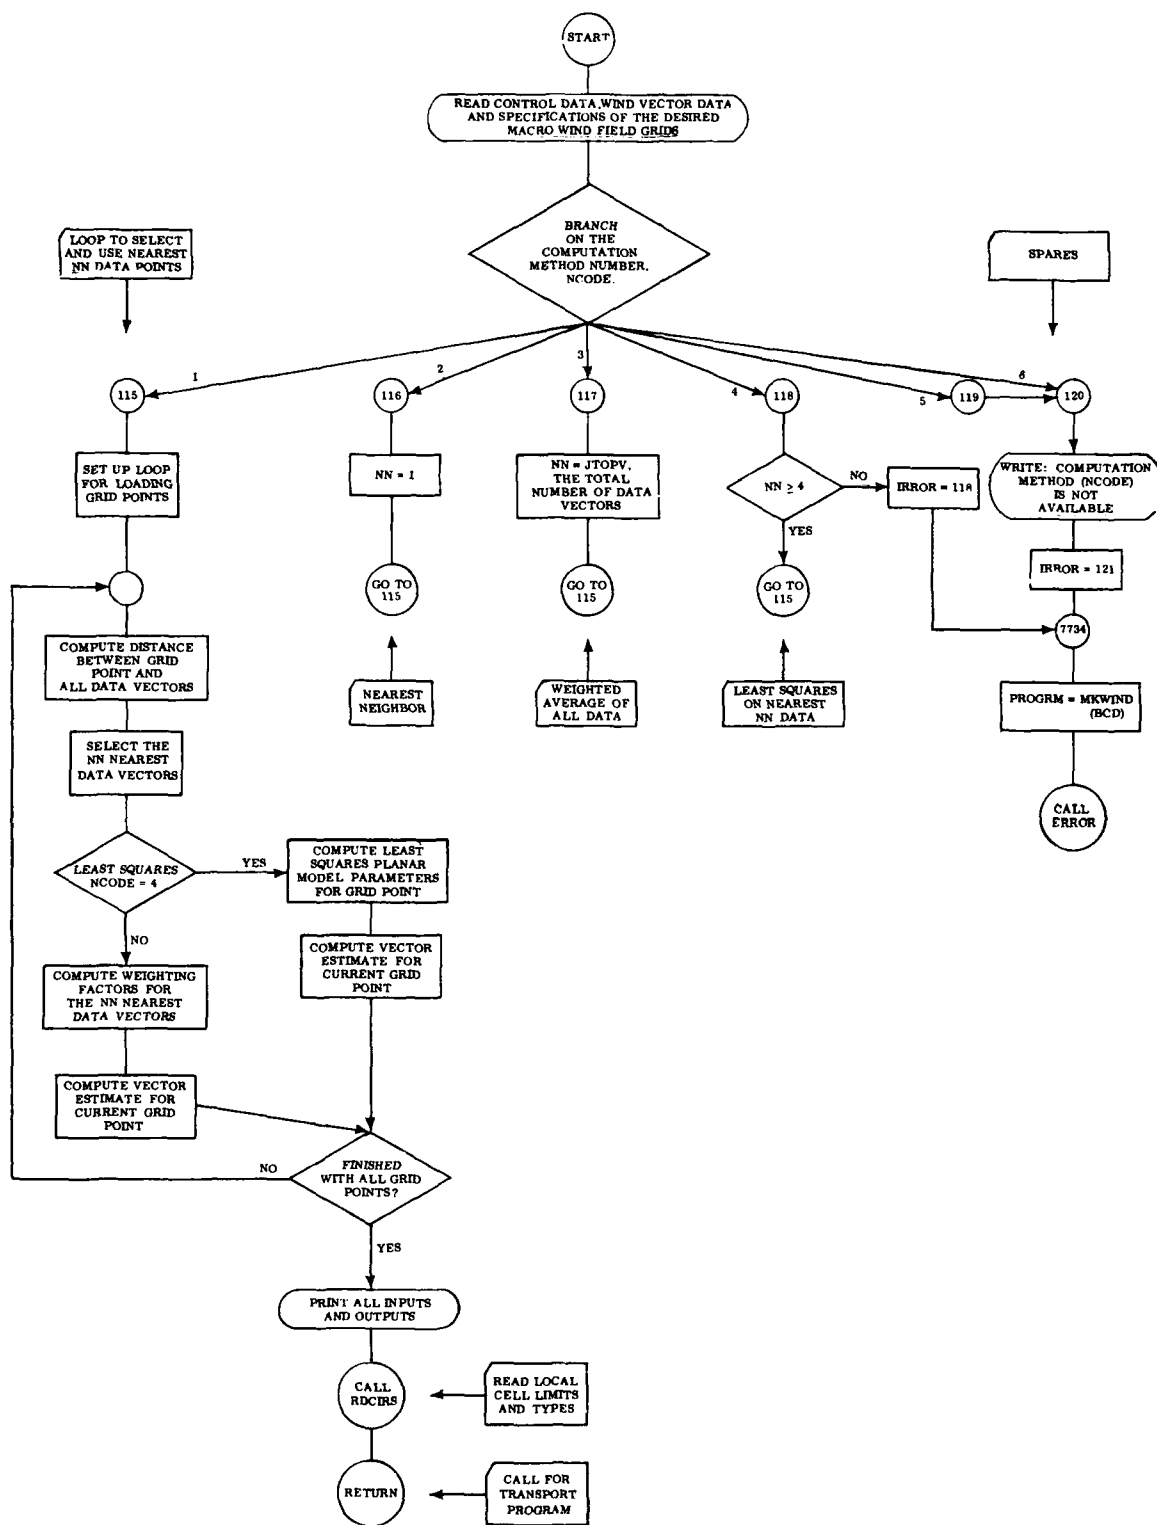 START
READ CONTROL DATA, WIND VECTOR DATA
AND SPECIFICATIONS OF THE DESIRED
MACRO WIND FIELD GRIDS
BRANCH
ON THE
COMPUTATION
METHOD NUMBER,
NCODE.
LOOP TO SELECT
AND USE NEAREST
NN DATA POINTS
SPARES
1
2
3
4
5
6
115
116
117
118
119
120
SET UP LOOP
FOR LOADING
GRID POINTS
NN = 1
NN = JTOPV,
THE TOTAL
NUMBER OF DATA
VECTORS
NN ≥ 4
NO
YES
IRROR = 118
WRITE: COMPUTATION
METHOD (NCODE)
IS NOT
AVAILABLE
IRROR = 121
GO TO
115
GO TO
115
GO TO
115
7734
COMPUTE DISTANCE
BETWEEN GRID
POINT AND
ALL DATA VECTORS
NEAREST
NEIGHBOR
WEIGHTED
AVERAGE OF
ALL DATA
LEAST SQUARES
ON NEAREST
NN DATA
PROGRM = MKWIND
(BCD)
SELECT THE
NN NEAREST
DATA VECTORS
CALL
ERROR
LEAST SQUARES
NCODE = 4
YES
NO
COMPUTE LEAST
SQUARES PLANAR
MODEL PARAMETERS
FOR GRID POINT
COMPUTE VECTOR
ESTIMATE FOR
CURRENT GRID
POINT
COMPUTE WEIGHTING
FACTORS FOR
THE NN NEAREST
DATA VECTORS
COMPUTE VECTOR
ESTIMATE FOR
CURRENT GRID
POINT
NO
FINISHED
WITH ALL GRID
POINTS?
YES
PRINT ALL INPUTS
AND OUTPUTS
CALL
RDCIRS
READ LOCAL
CELL LIMITS
AND TYPES
RETURN
CALL FOR
TRANSPORT
PROGRAM